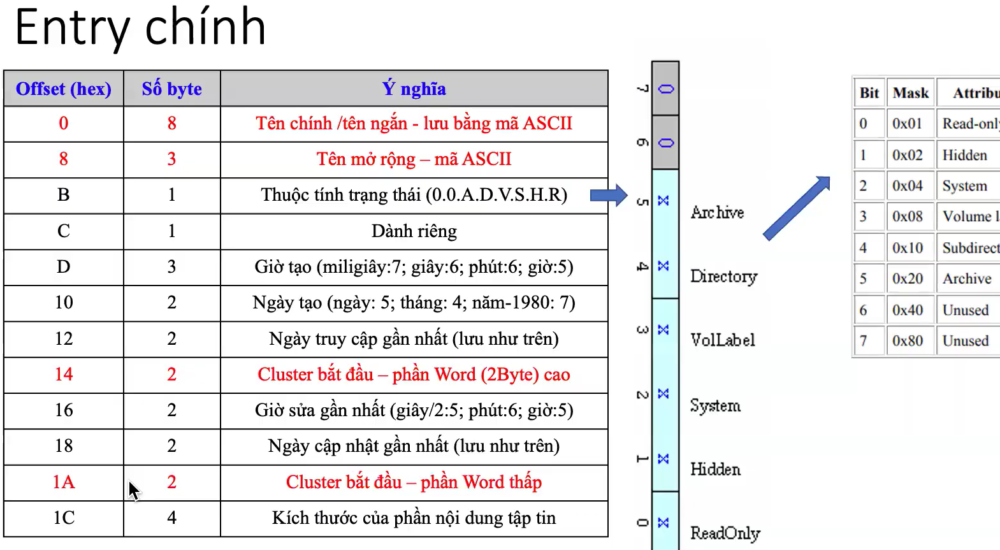 Entry chính
Offset (hex) Số byte Ý nghĩa
0 8 Tên chính /tên ngắn - lưu bằng mã ASCII
8 3 Tên mở rộng – mã ASCII
B 1 Thuộc tính trạng thái (0.0.A.D.V.S.H.R)
C 1 Dành riêng
D 3 Giờ tạo (miligiây:7; giây:6; phút:6; giờ:5)
10 2 Ngày tạo (ngày: 5; tháng: 4; năm-1980: 7)
12 2 Ngày truy cập gần nhất (lưu như trên)
14 2 Cluster bắt đầu – phần Word (2Byte) cao
16 2 Giờ sửa gần nhất (giây/2:5; phút:6; giờ:5)
18 2 Ngày cập nhật gần nhất (lưu như trên)
1A 2 Cluster bắt đầu – phần Word thấp
1C 4 Kích thước của phần nội dung tập tin
7 0
6 0
5 Archive
4 Directory
3 VolLabel
2 System
1 Hidden
0 ReadOnly
Bit Mask Attribu
0 0x01 Read-only
1 0x02 Hidden
2 0x04 System
3 0x08 Volume l
4 0x10 Subdirect
5 0x20 Archive
6 0x40 Unused
7 0x80 Unused